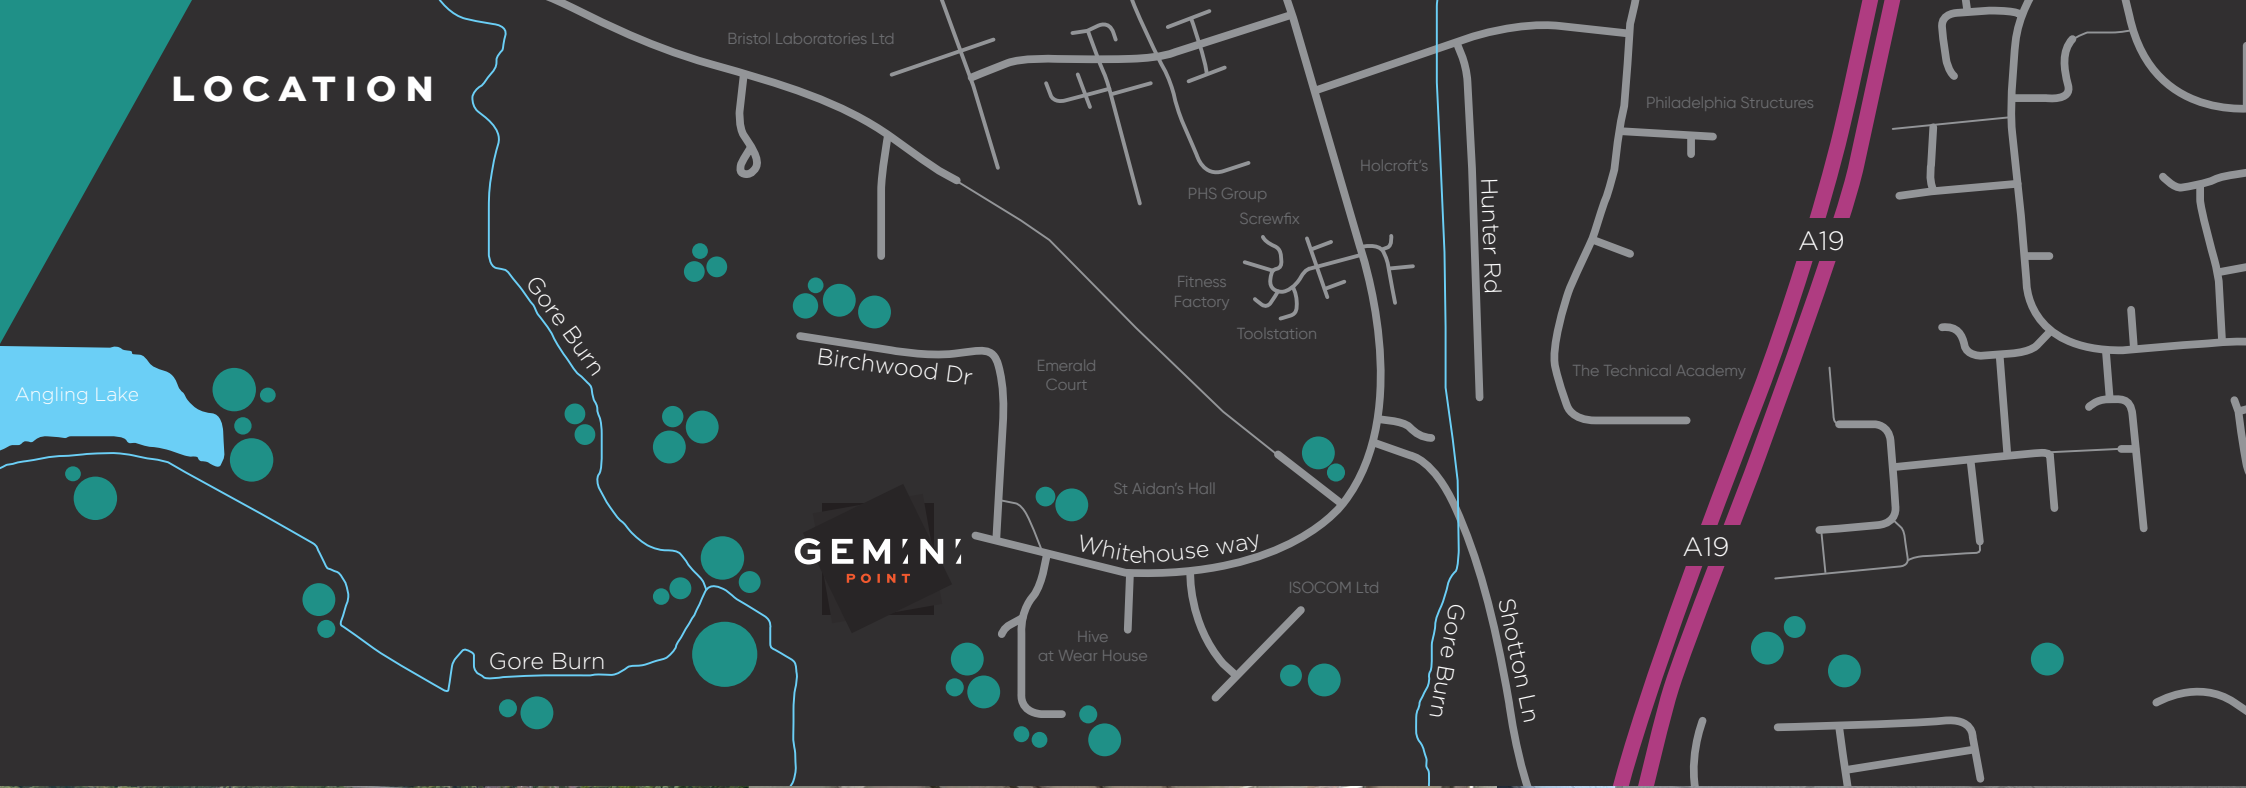 LOCATION
Bristol Laboratories Ltd
Philadelphia Structures
Holcroft's
PHS Group
Screwfix
Hunter Rd
A19
Gore Burn
Fitness
Factory
Toolstation
Birchwood Dr
Emerald
Court
The Technical Academy
Angling Lake
St Aidan's Hall
GEMINI
POINT
Whitehouse way
A19
ISOCOM Ltd
Hive
at Wear House
Gore Burn
Gore Burn
Shotton Ln